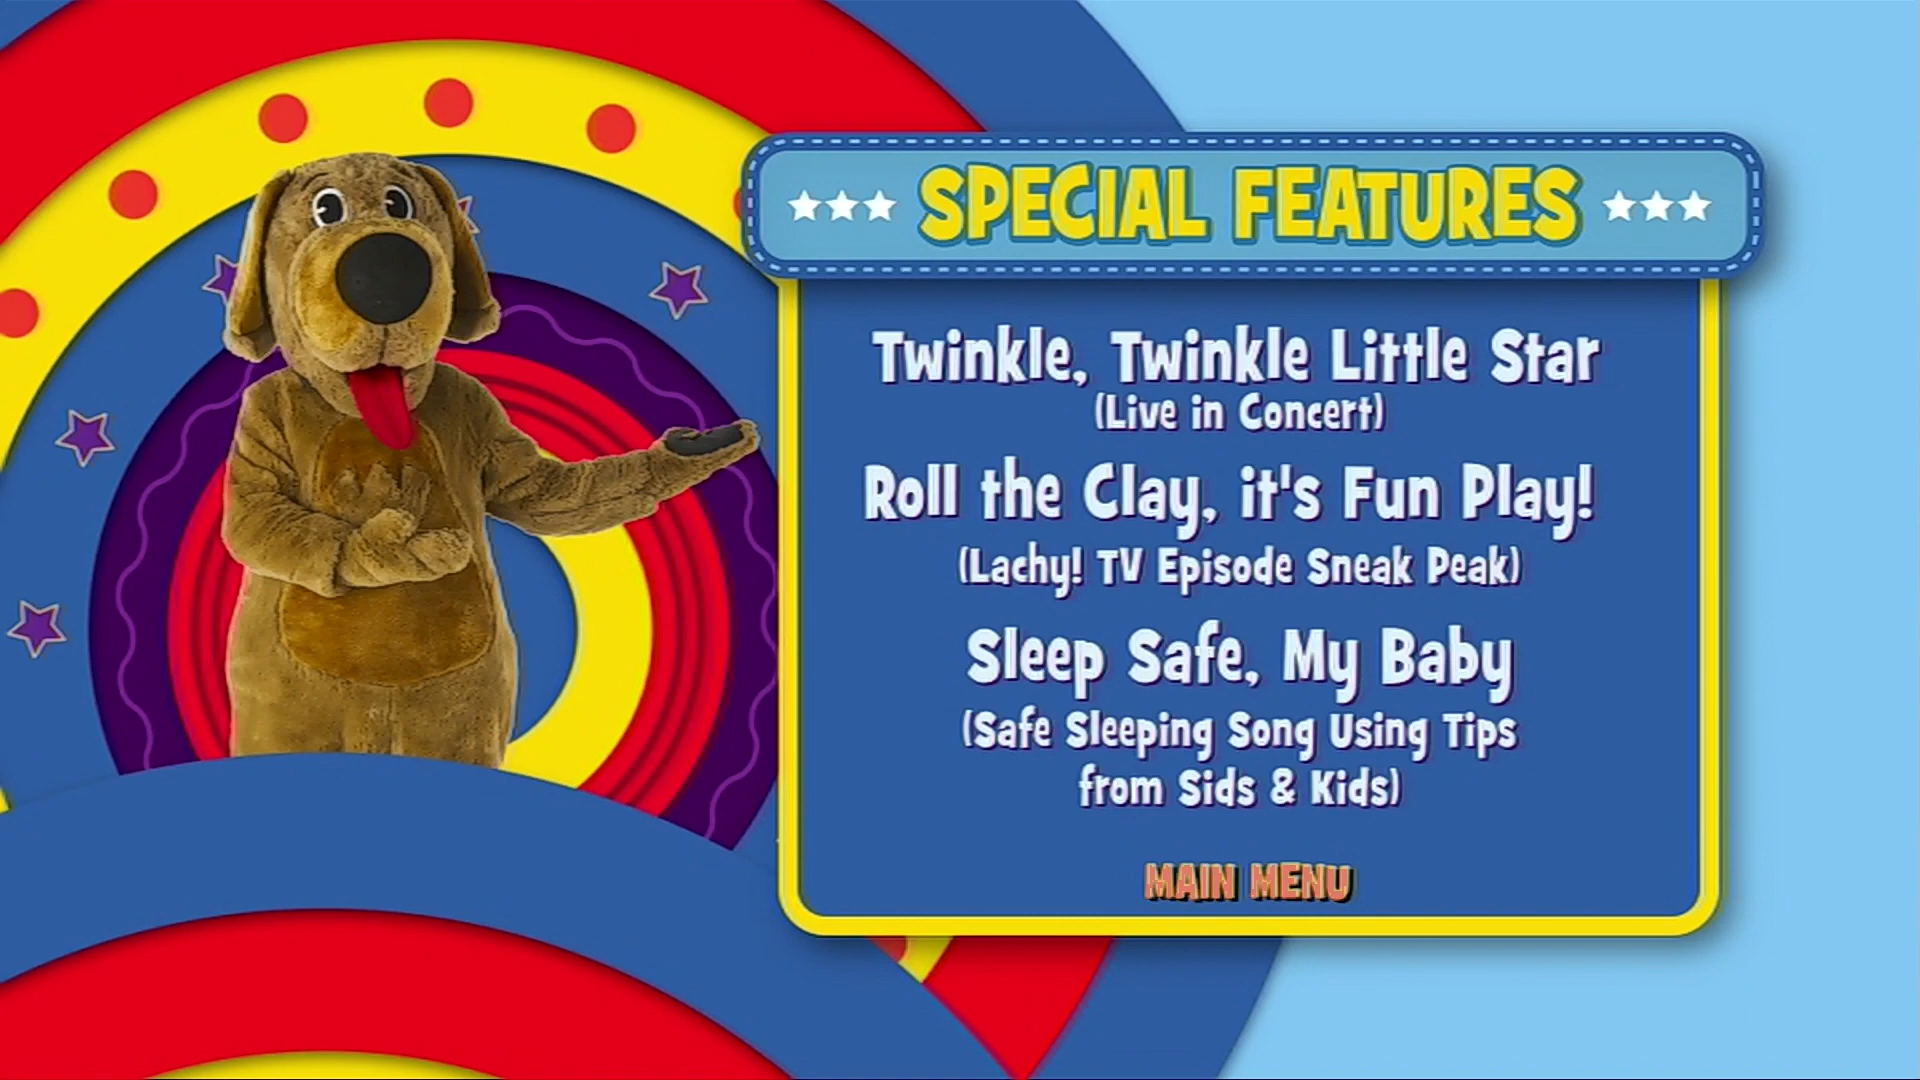 SPECIAL FEATURES
Twinkle, Twinkle Little Star
(Live in Concert)
Roll the Clay, it's Fun Play!
(Lachy! TV Episode Sneak Peak)
Sleep Safe, My Baby
(Safe Sleeping Song Using Tips
from Sids & Kids)
MAIN MENU